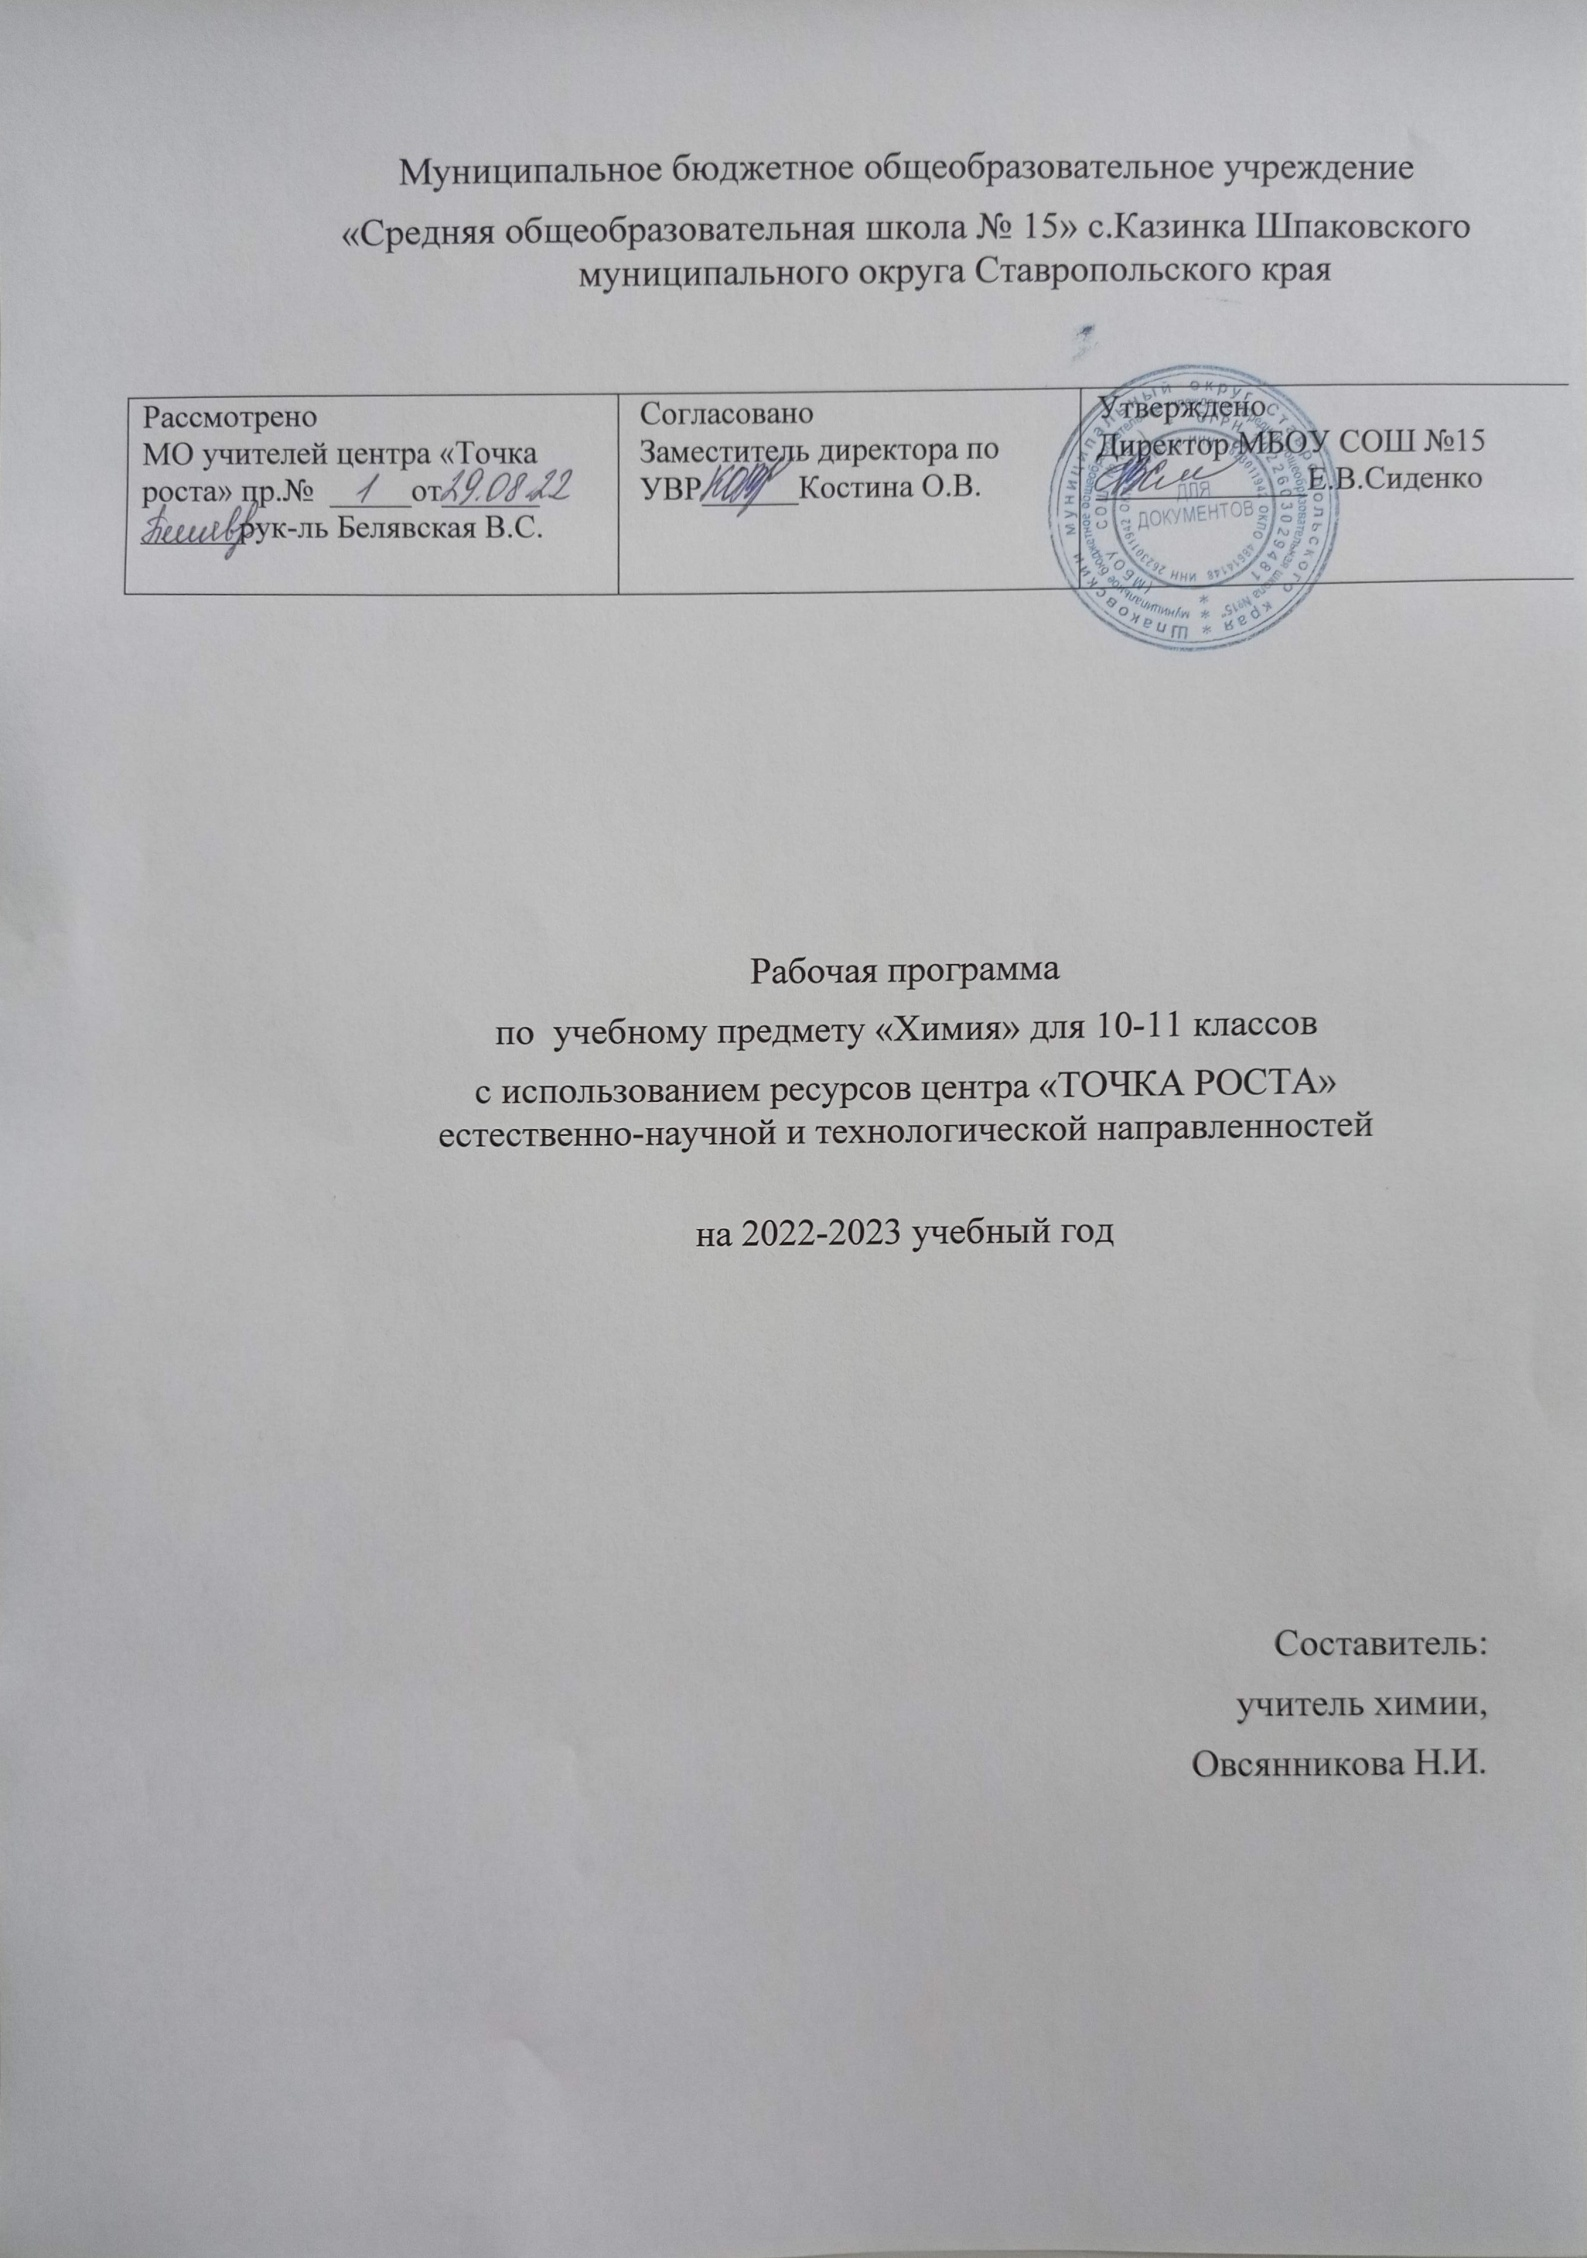 Муниципальное бюджетное общеобразовательное учреждение
«Средняя общеобразовательная школа № 15» с.Казинка Шпаковского
муниципального округа Ставропольского края
Рассмотрено
МО учителей центра «Точка
роста» пр.№ 1 от 29.08.22
рук-ль Белявская В.С.
Согласовано
Заместитель директора по
УВР Костина О.В.
Утверждено
Директор МБОУ СОШ №15
Е.В.Сиденко
ДЛЯ
ДОКУМЕНТОВ
Рабочая программа
по учебному предмету «Химия» для 10-11 классов
с использованием ресурсов центра «ТОЧКА РОСТА»
естественно-научной и технологической направленностей
на 2022-2023 учебный год
Составитель:
учитель химии,
Овсянникова Н.И.